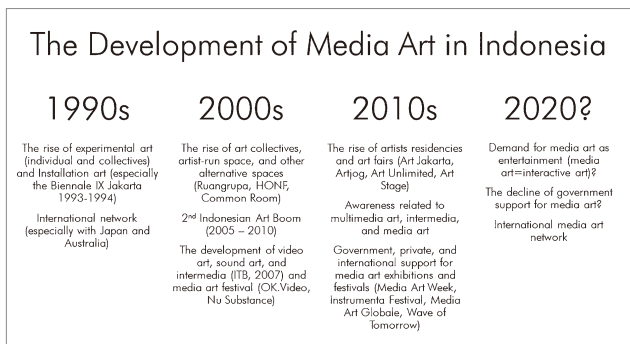 The Development of Media Art in Indonesia
1990s
The rise of experimental art
(individual and collectives)
and Installation art (especially
the Biennale IX Jakarta
1993-1994)
International network
(especially with Japan and
Australia)
2000s
The rise of art collectives,
artist-run space, and other
alternative spaces
(Ruangrupa, HONF,
Common Room)
2nd Indonesian Art Boom
(2005 – 2010)
The development of video
art, sound art, and
intermedia (ITB, 2007) and
media art festival (OK.Video,
Nu Substance)
2010s
The rise of artists residencies
and art fairs (Art Jakarta,
Artjog, Art Unlimited, Art
Stage)
Awareness related to
multimedia art, intermedia,
and media art
Government, private, and
international support for
media art exhibitions and
festivals (Media Art Week,
Instrumenta Festival, Media
Art Globale, Wave of
Tomorrow)
2020?
Demand for media art as
entertainment (media
art=interactive art)?
The decline of government
support for media art?
International media art
network